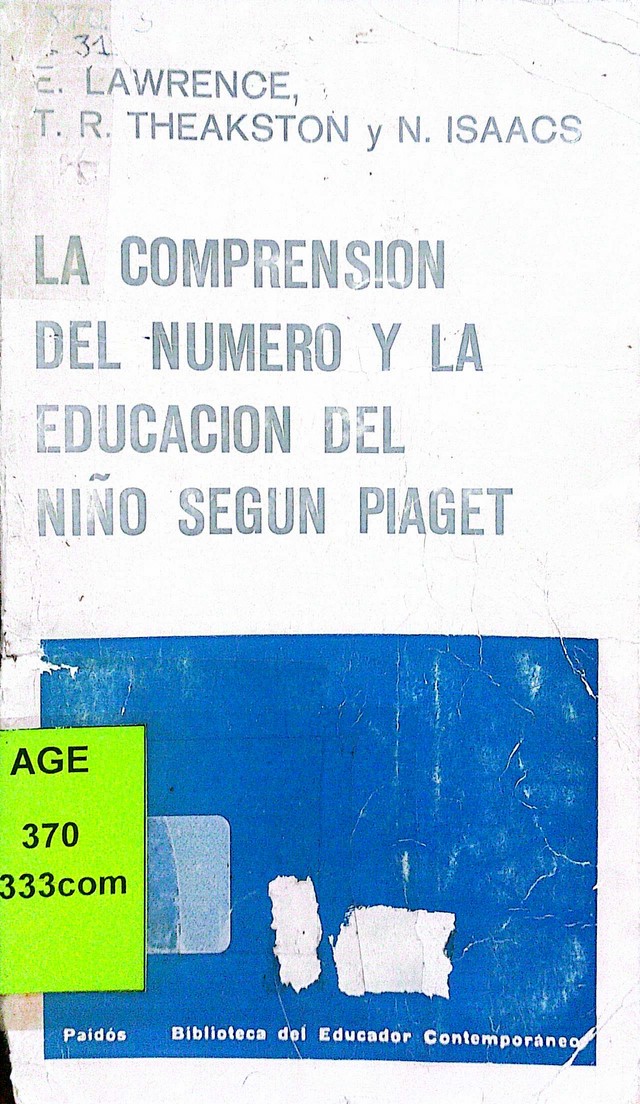 31
E. LAWRENCE,
T. R. THEAKSTON y N. ISAACS
LA COMPRENSION
DEL NUMERO Y LA
EDUCACION DEL
NIÑO SEGUN PIAGET
AGE
370
333com
Paidós Biblioteca del Educador Contemporáneo